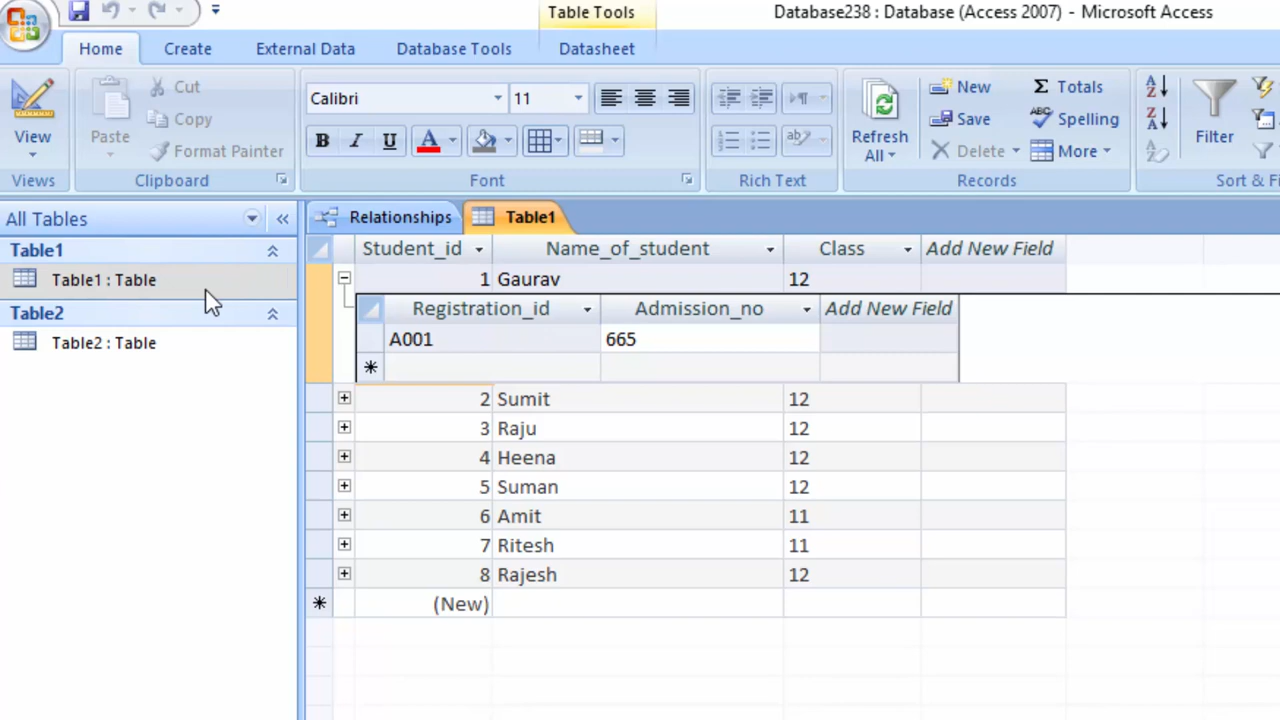 Table Tools
Database238 : Database (Access 2007) - Microsoft Access
Home Create External Data Database Tools Datasheet
View
Views
Paste
Cut
Copy
Format Painter
Clipboard
Calibri 11
B I U A
Font
ab
Rich Text
Refresh
All
New
Save
Delete
Σ Totals
ABC
Spelling
More
Records
A
Z
Z
A
A
Z
Filter
Sort & Fi
All Tables
Table1
Table1 : Table
Table2
Table2 : Table
Relationships Table1
Student_id Name_of_student Class Add New Field
1 Gaurav 12
Registration_id Admission_no Add New Field
A001 665
2 Sumit 12
3 Raju 12
4 Heena 12
5 Suman 12
6 Amit 11
7 Ritesh 11
8 Rajesh 12
(New)